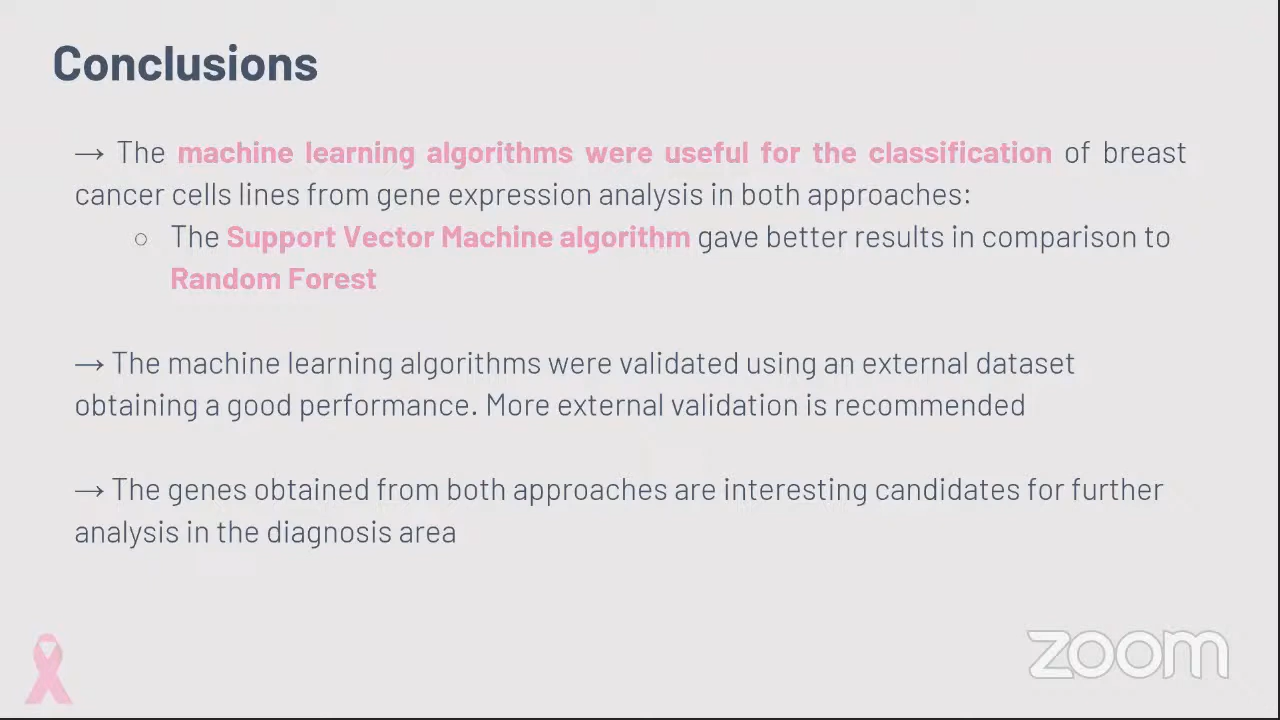 Conclusions
→ The machine learning algorithms were useful for the classification of breast
cancer cells lines from gene expression analysis in both approaches:
○ The Support Vector Machine algorithm gave better results in comparison to
Random Forest
→ The machine learning algorithms were validated using an external dataset
obtaining a good performance. More external validation is recommended
→ The genes obtained from both approaches are interesting candidates for further
analysis in the diagnosis area
zoom